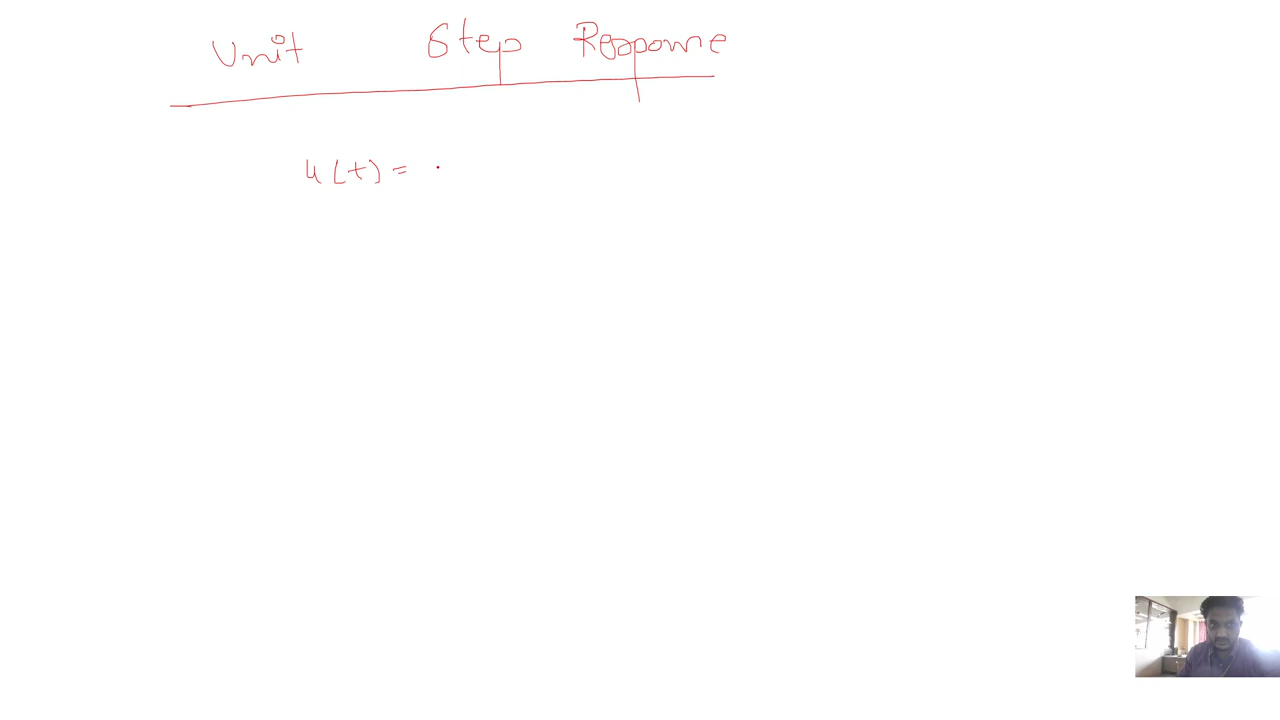 Unit Step Response
u(t) =